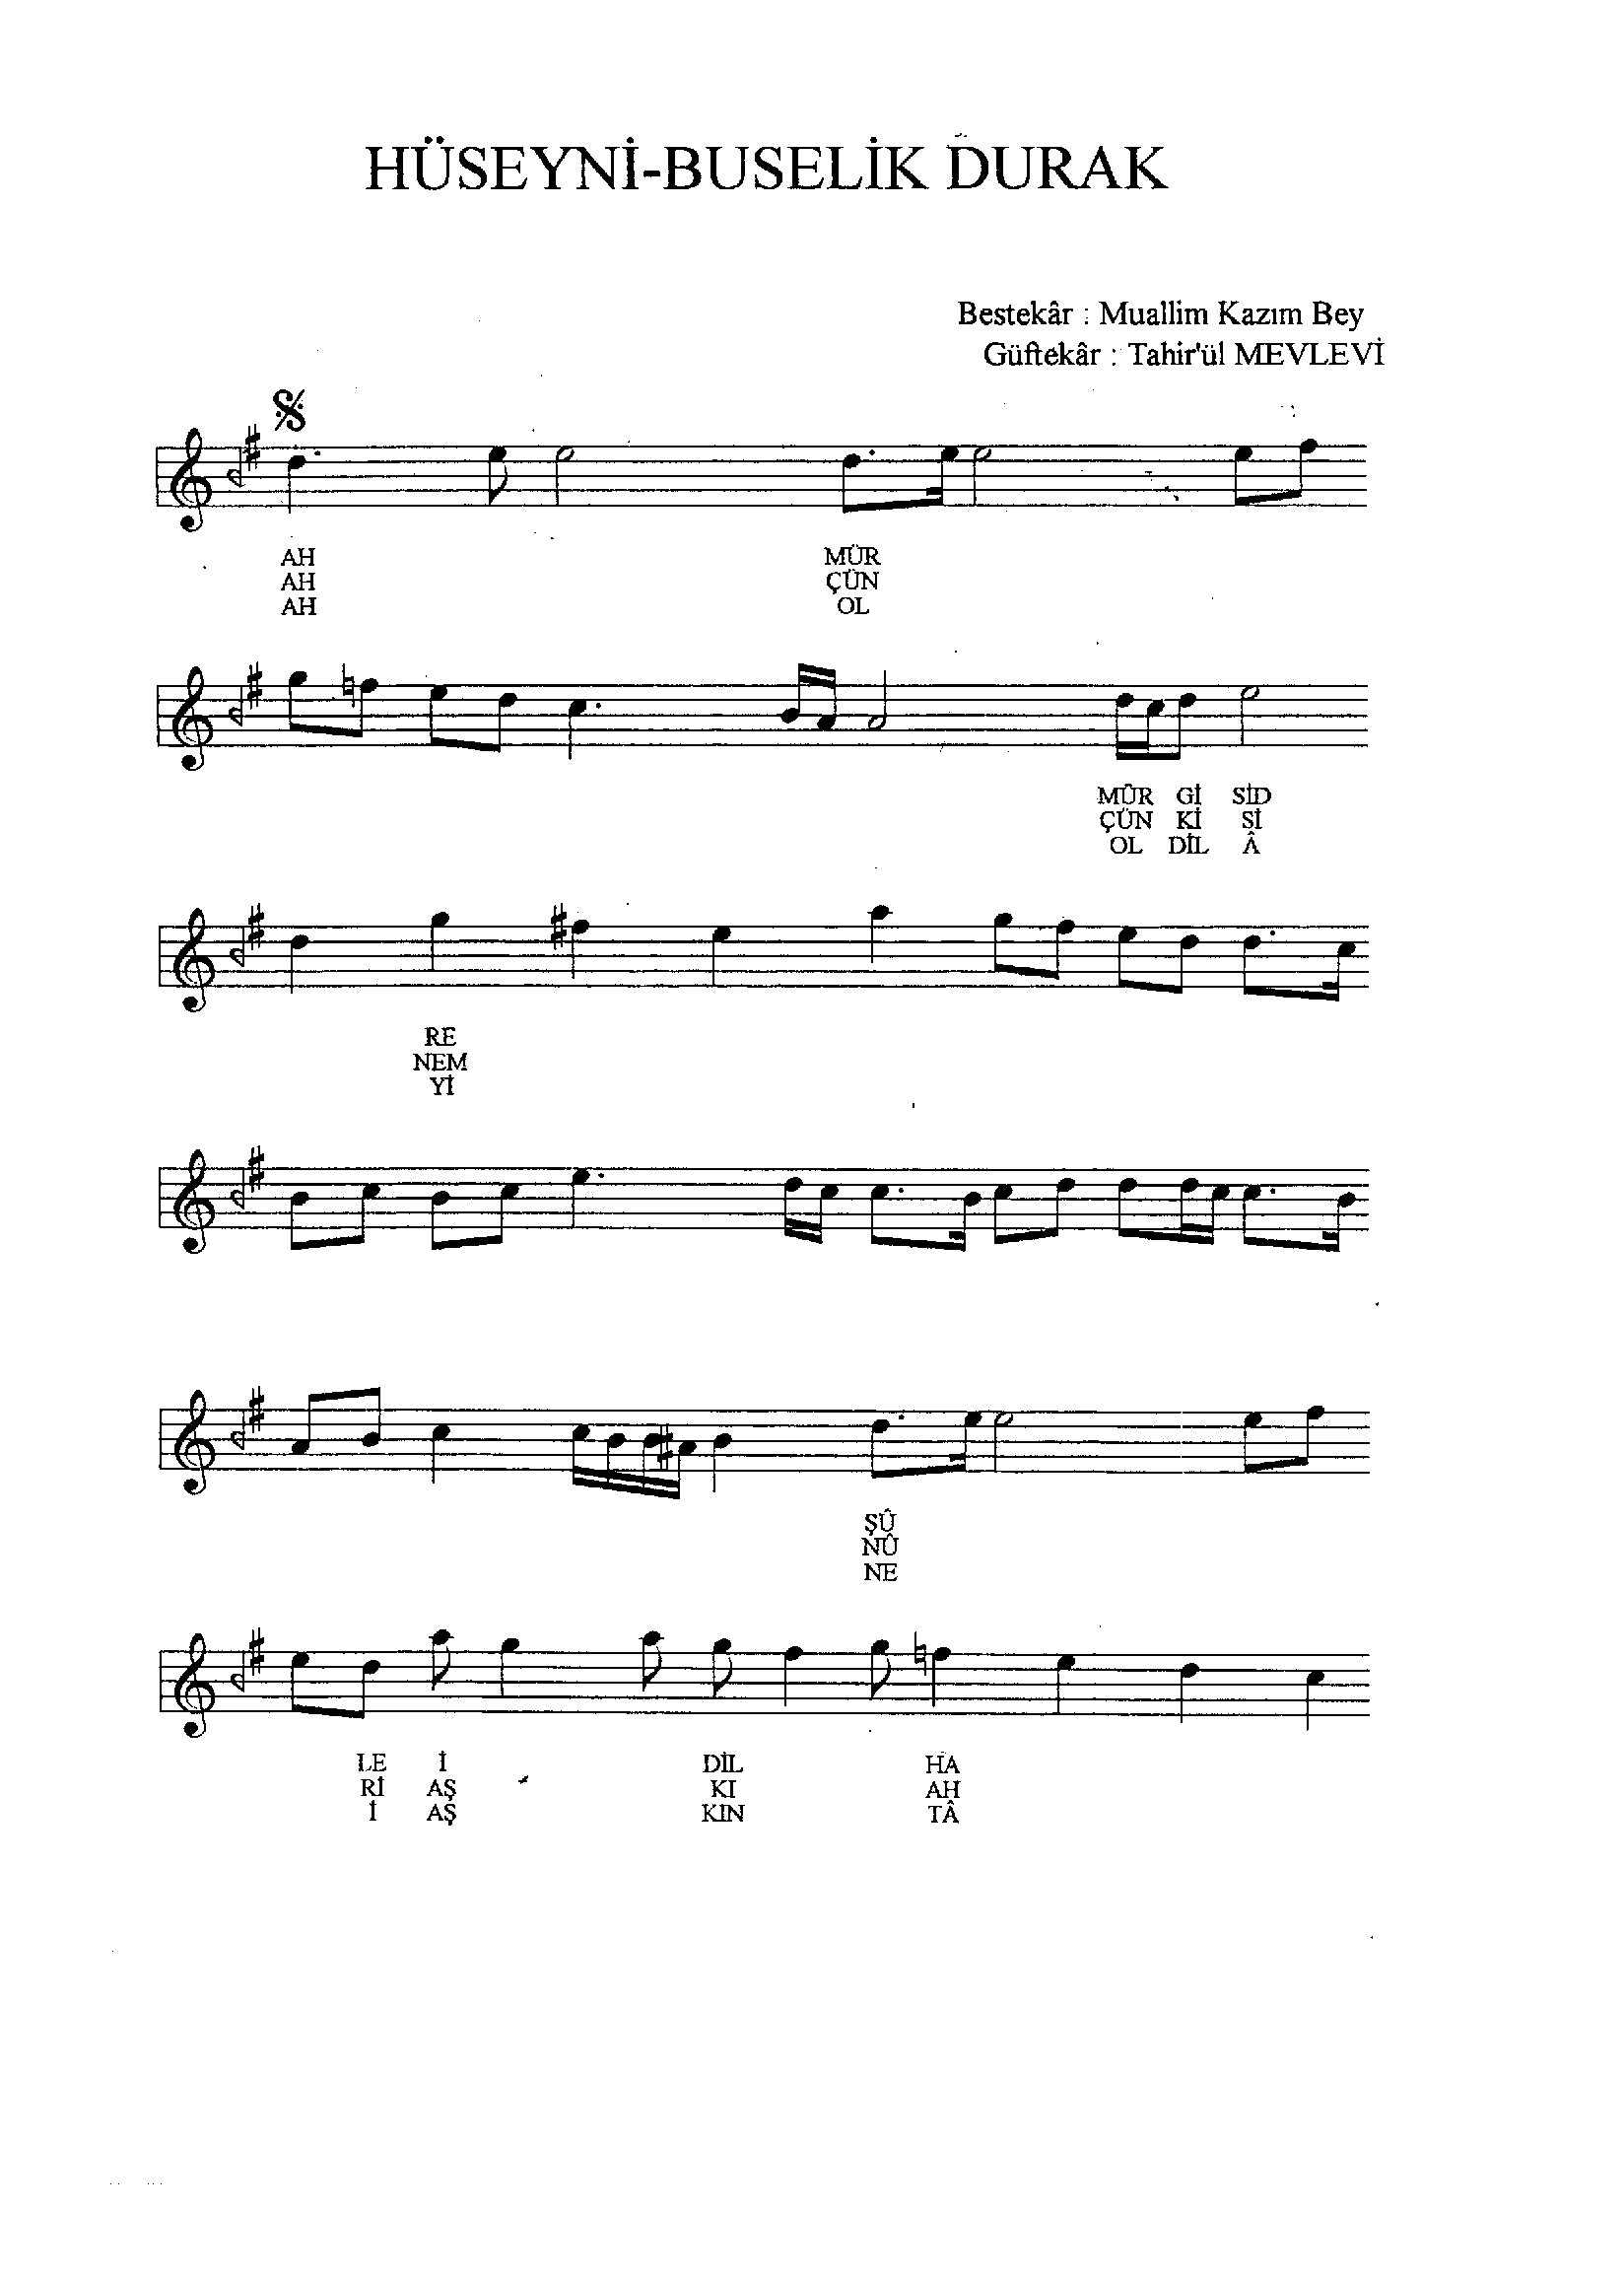 HÜSEYNİ-BUSELİK DURAK
Bestekâr : Muallim Kazım Bey
Güftekâr : Tahir'ül MEVLEVİ
AH MÜR
AH ÇÜN
AH OL
MÜR Gİ SİD
ÇÜN Kİ Sİ
OL DİL Â
RE
NEM
Yİ
ŞÛ
NÛ
NE
LE İ DİL HA
Rİ AŞ KI AH
İ AŞ KIN TÂ